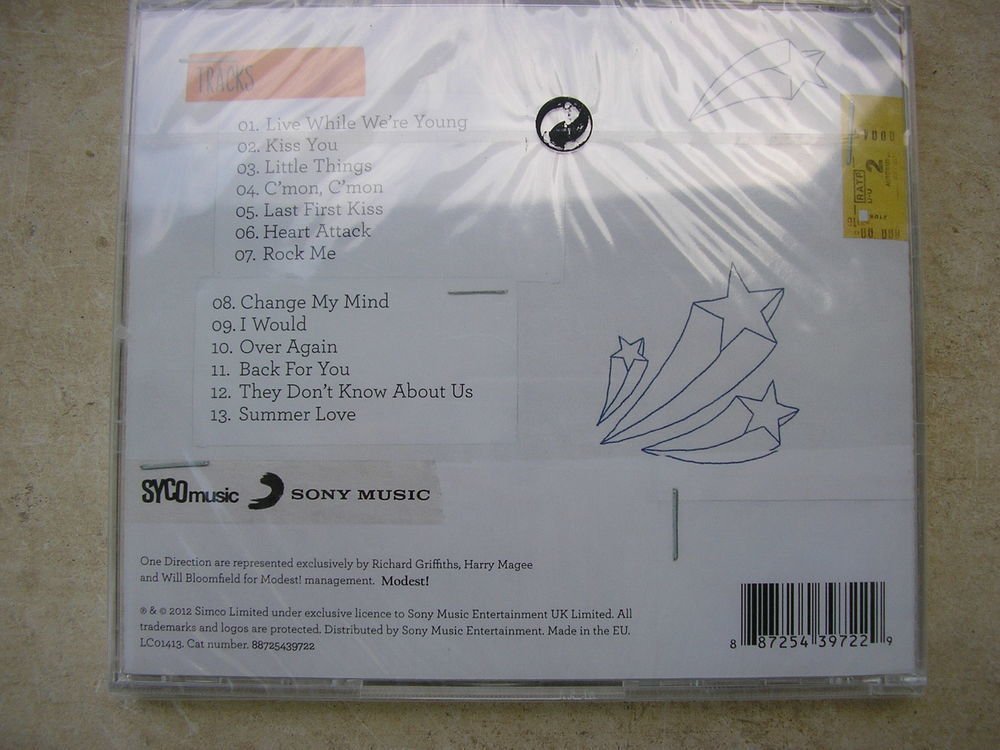 TRACKS
01. Live While We're Young
02. Kiss You
03. Little Things
04. C'mon, C'mon
05. Last First Kiss
06. Heart Attack
07. Rock Me
08. Change My Mind
09. I Would
10. Over Again
11. Back For You
12. They Don't Know About Us
13. Summer Love
RATP
2
SYCOmusic SONY MUSIC
One Direction are represented exclusively by Richard Griffiths, Harry Magee
and Will Bloomfield for Modest! management. Modest!
℗ & © 2012 Simco Limited under exclusive licence to Sony Music Entertainment UK Limited. All
trademarks and logos are protected. Distributed by Sony Music Entertainment. Made in the EU.
LC01413. Cat number. 88725439722
8 87254 39722 9